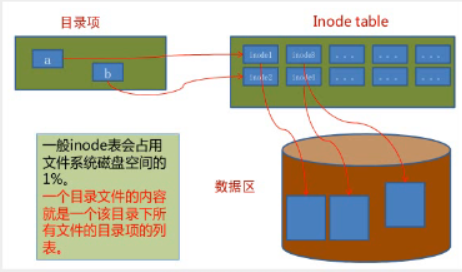 目录项
Inode table
a
b
Inode1
Inode3
. . .
. . .
. . .
Inode2
Inode4
. . .
. . .
. . .
一般inode表会占用
文件系统磁盘空间的
1%。
一个目录文件的内容
就是一个该目录下所
有文件的目录项的列
表。
数据区